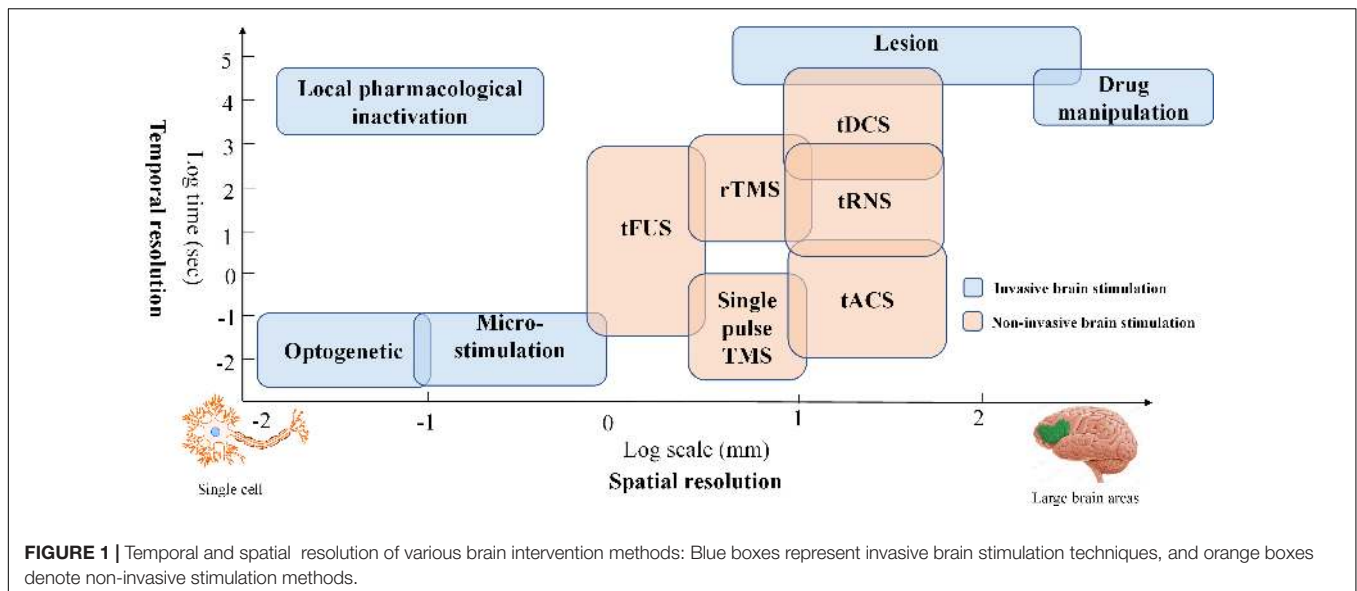 Temporal resolution
Log time (sec)
5
4
3
2
1
0
-1
-2
Lesion
Local pharmacological
inactivation
Drug
manipulation
tDCS
rTMS
tRNS
tFUS
tACS
Single
pulse
TMS
Micro-
stimulation
Optogenetic
Invasive brain stimulation
Non-invasive brain stimulation
-2
-1
0
1
2
Log scale (mm)
Spatial resolution
Single cell
Large brain areas
FIGURE 1 | Temporal and spatial resolution of various brain intervention methods: Blue boxes represent invasive brain stimulation techniques, and orange boxes
denote non-invasive stimulation methods.